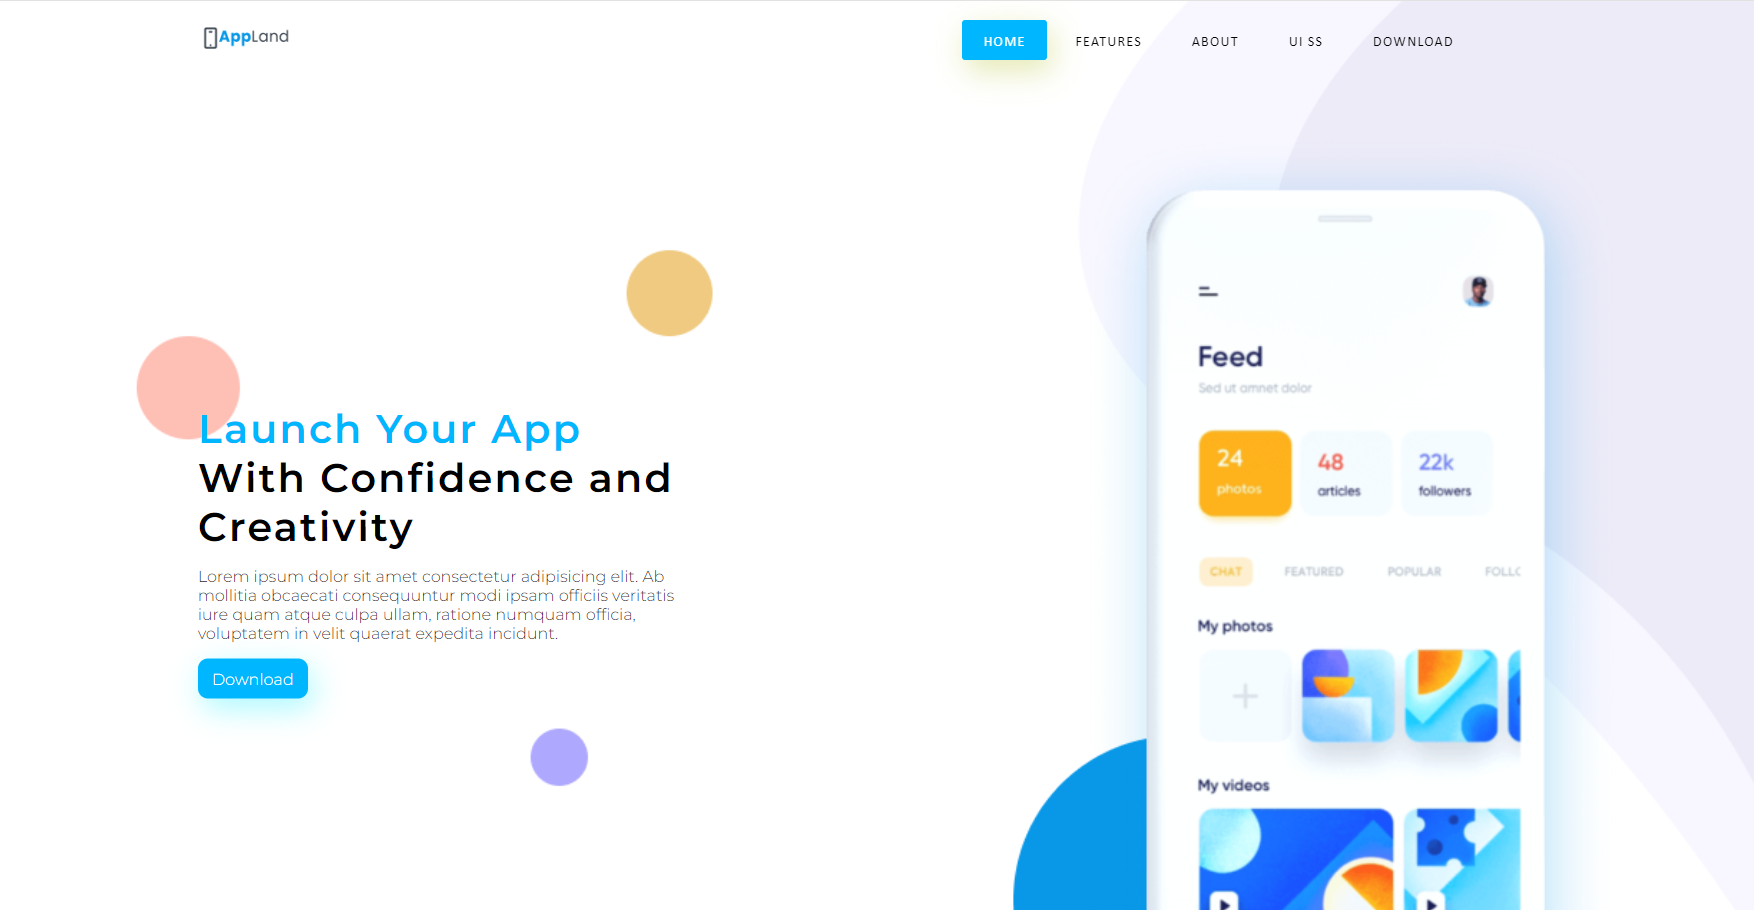 AppLand
HOME FEATURES ABOUT UI SS DOWNLOAD
Launch Your App
With Confidence and
Creativity
Lorem ipsum dolor sit amet consectetur adipisicing elit. Ab
mollitia obcaecati consequuntur modi ipsam officiis veritatis
iure quam atque culpa ullam, ratione numquam officia,
voluptatem in velit quaerat expedita incidunt.
Download
Feed
Sed ut amnet dolor
24 48 22k
photos articles followers
CHAT FEATURED POPULAR FOLLC
My photos
My videos